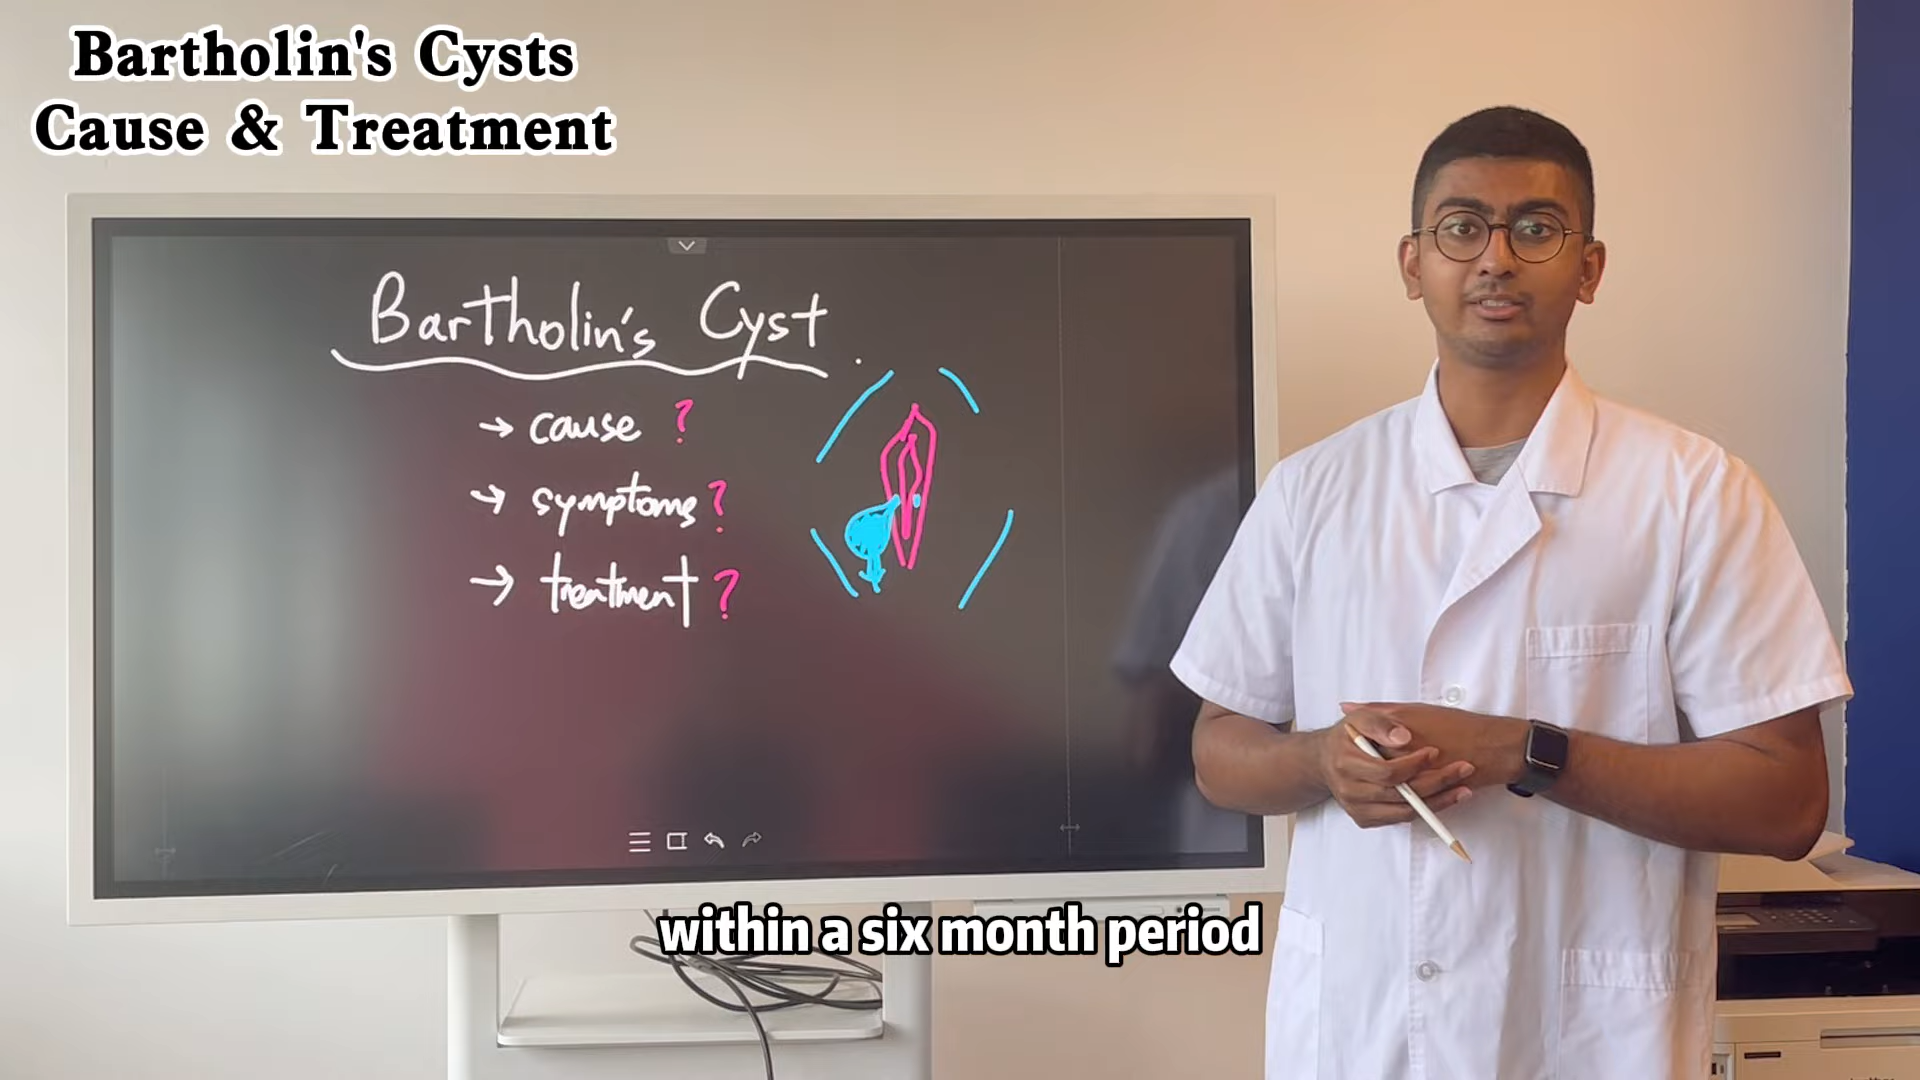 Bartholin's Cysts
Cause & Treatment
Bartholin's Cyst
→ cause ?
→ symptoms ?
→ treatment ?
within a six month period